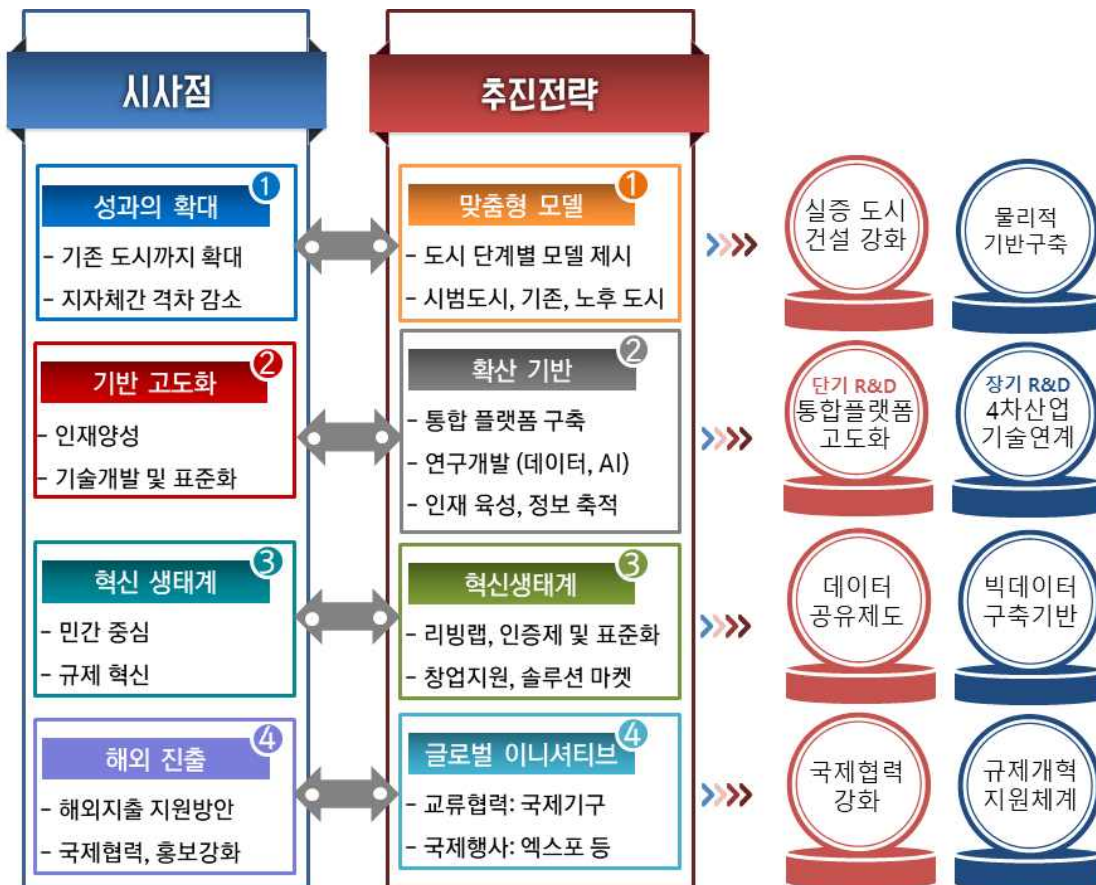 시사점
추진전략
성과의 확대 1
- 기존 도시까지 확대
- 지자체간 격차 감소
맞춤형 모델 1
- 도시 단계별 모델 제시
- 시범도시, 기존, 노후 도시
실증 도시
건설 강화
물리적
기반구축
기반 고도화 2
- 인재양성
- 기술개발 및 표준화
확산 기반 2
- 통합 플랫폼 구축
- 연구개발 (데이터, AI)
- 인재 육성, 정보 축적
단기 R&D
통합플랫폼
고도화
장기 R&D
4차산업
기술연계
혁신 생태계 3
- 민간 중심
- 규제 혁신
혁신생태계 3
- 리빙랩, 인증제 및 표준화
- 창업지원, 솔루션 마켓
데이터
공유제도
빅데이터
구축기반
해외 진출 4
- 해외지출 지원방안
- 국제협력, 홍보강화
글로벌 이니셔티브 4
- 교류협력: 국제기구
- 국제행사: 엑스포 등
국제협력
강화
규제개혁
지원체계